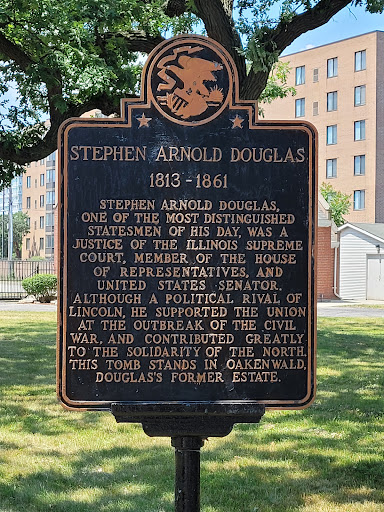 STEPHEN ARNOLD DOUGLAS
1813 - 1861
STEPHEN ARNOLD DOUGLAS,
ONE OF THE MOST DISTINGUISHED
STATESMEN OF HIS DAY, WAS A
JUSTICE OF THE ILLINOIS SUPREME
COURT, MEMBER OF THE HOUSE
OF REPRESENTATIVES, AND
UNITED STATES SENATOR.
ALTHOUGH A POLITICAL RIVAL OF
LINCOLN, HE SUPPORTED THE UNION
AT THE OUTBREAK OF THE CIVIL
WAR, AND CONTRIBUTED GREATLY
TO THE SOLIDARITY OF THE NORTH.
THIS TOMB STANDS IN OAKENWALD,
DOUGLAS'S FORMER ESTATE.